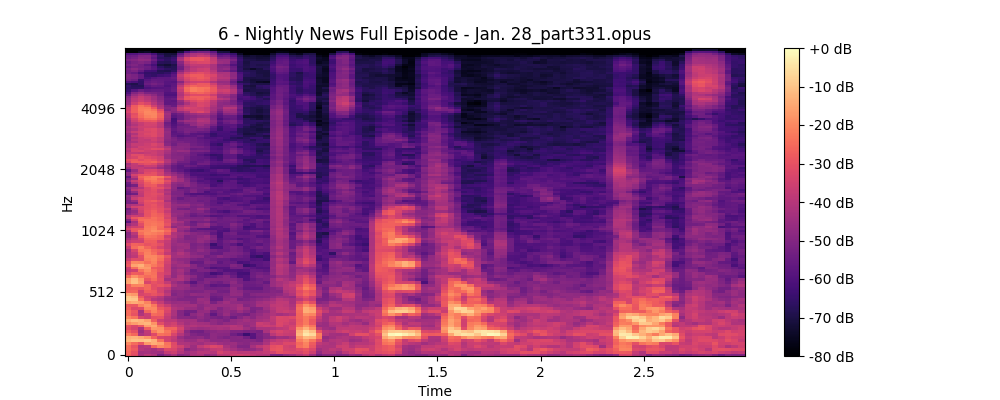 6 - Nightly News Full Episode - Jan. 28_part331.opus
Hz
4096
2048
1024
512
0
0
0.5
1
1.5
2
2.5
Time
+0 dB
-10 dB
-20 dB
-30 dB
-40 dB
-50 dB
-60 dB
-70 dB
-80 dB